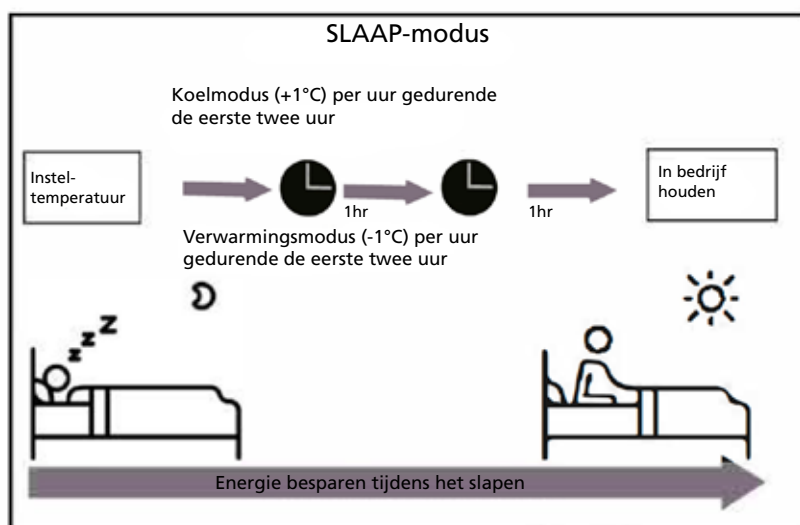 SLAAP-modus
Koelmodus (+1°C) per uur gedurende
de eerste twee uur
Instel-
temperatuur
1hr
1hr
In bedrijf
houden
Verwarmingsmodus (-1°C) per uur
gedurende de eerste twee uur
z z Z
Energie besparen tijdens het slapen